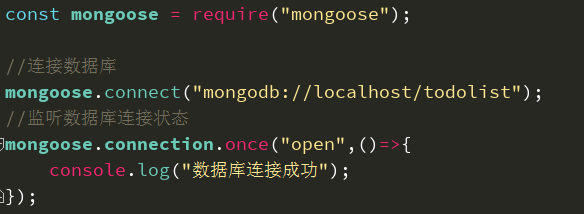 const mongoose = require("mongoose");
//连接数据库
mongoose.connect("mongodb://localhost/todolist");
//监听数据库连接状态
mongoose.connection.once("open",()=>{
    console.log("数据库连接成功");
});